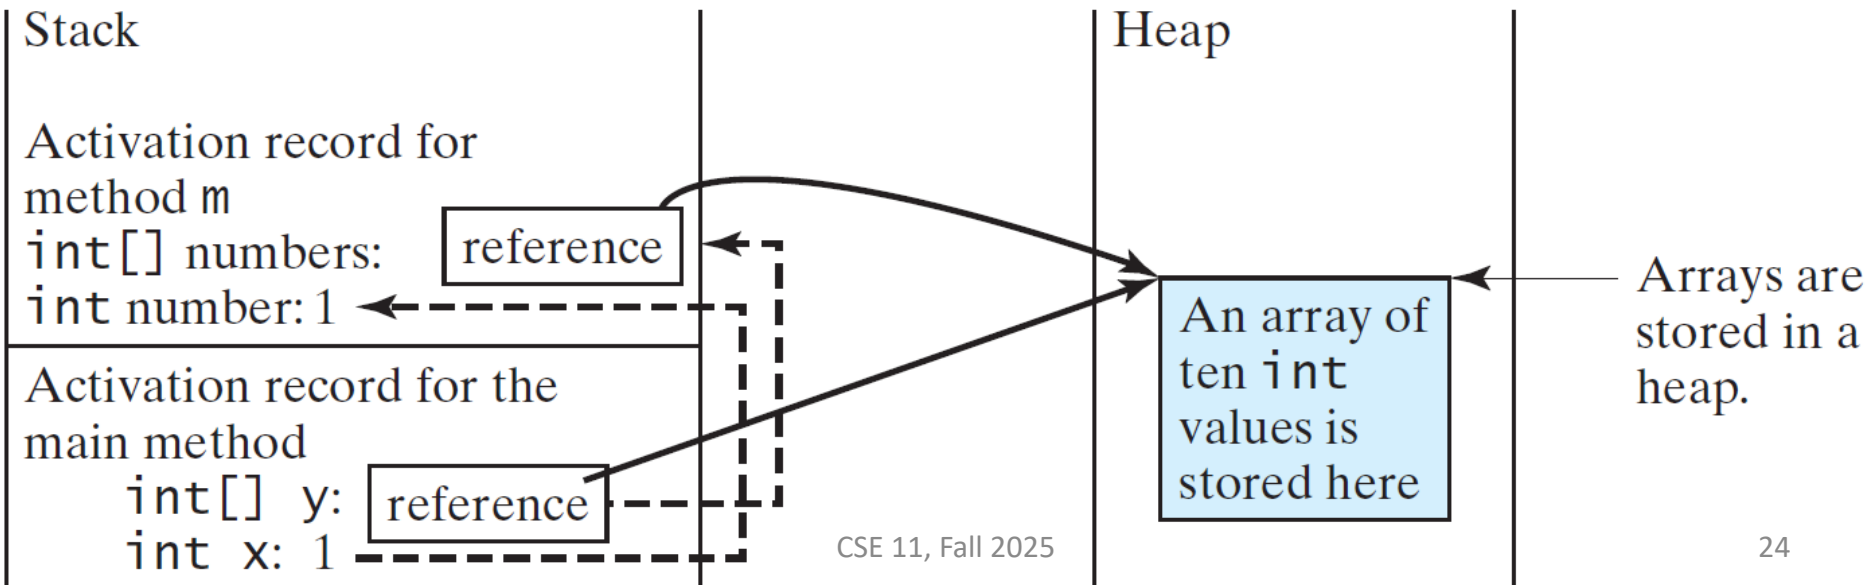 Stack
Activation record for
method m
int[] numbers:
reference
int number: 1
Activation record for the
main method
int[] y:
reference
int x: 1
Heap
An array of
ten int
values is
stored here
Arrays are
stored in a
heap.
CSE 11, Fall 2025
24